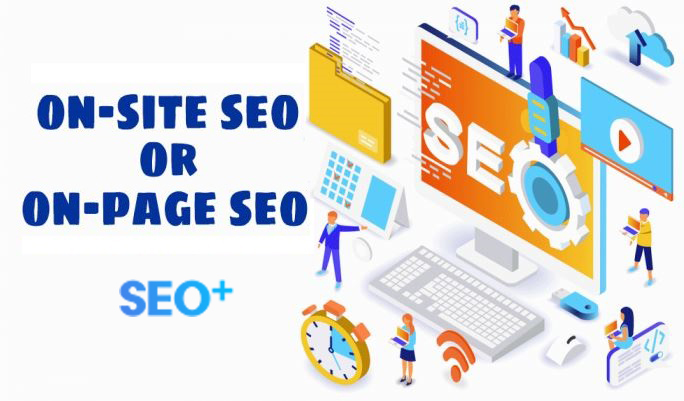 ON-SITE SEO
OR
ON-PAGE SEO
SEO+
SEO
{}
</>